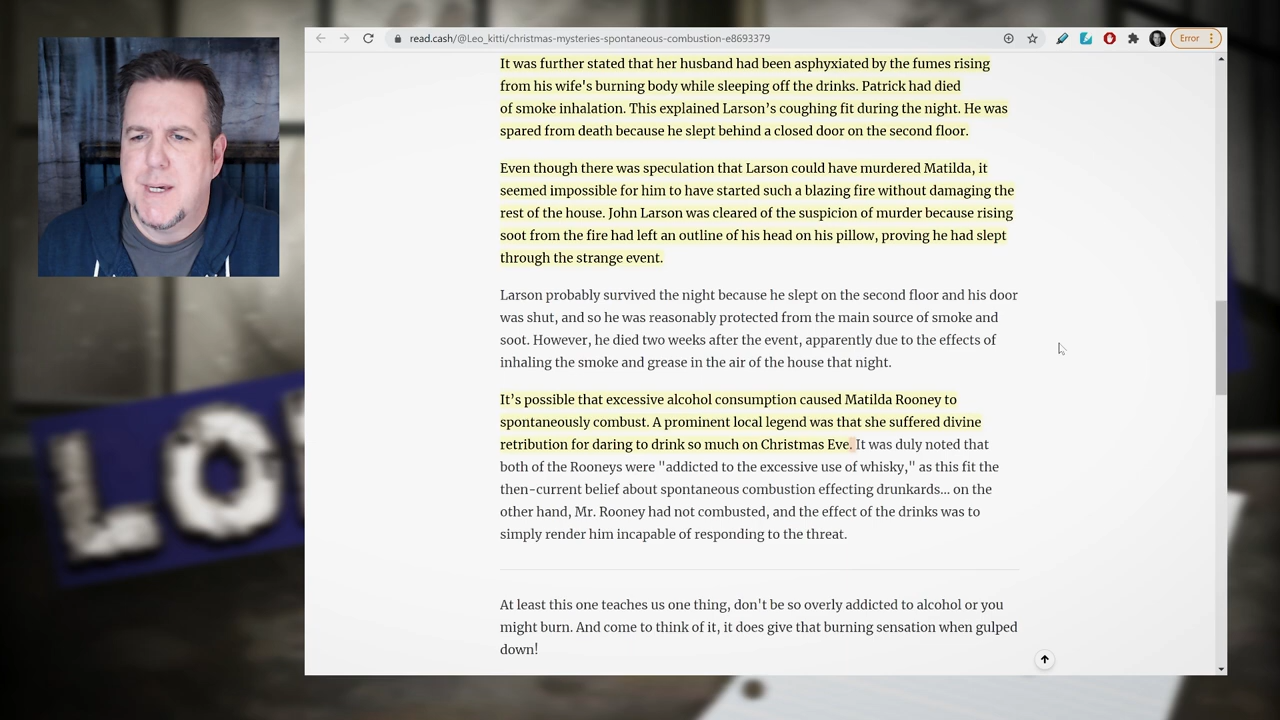 read.cash/@Leo_kitti/christmas-mysteries-spontaneous-combustion-e8693379
Error
It was further stated that her husband had been asphyxiated by the fumes rising
from his wife's burning body while sleeping off the drinks. Patrick had died
of smoke inhalation. This explained Larson’s coughing fit during the night. He was
spared from death because he slept behind a closed door on the second floor.
Even though there was speculation that Larson could have murdered Matilda, it
seemed impossible for him to have started such a blazing fire without damaging the
rest of the house. John Larson was cleared of the suspicion of murder because rising
soot from the fire had left an outline of his head on his pillow, proving he had slept
through the strange event.
Larson probably survived the night because he slept on the second floor and his door
was shut, and so he was reasonably protected from the main source of smoke and
soot. However, he died two weeks after the event, apparently due to the effects of
inhaling the smoke and grease in the air of the house that night.
It’s possible that excessive alcohol consumption caused Matilda Rooney to
spontaneously combust. A prominent local legend was that she suffered divine
retribution for daring to drink so much on Christmas Eve. It was duly noted that
both of the Rooneys were "addicted to the excessive use of whisky," as this fit the
then-current belief about spontaneous combustion effecting drunkards... on the
other hand, Mr. Rooney had not combusted, and the effect of the drinks was to
simply render him incapable of responding to the threat.
At least this one teaches us one thing, don't be so overly addicted to alcohol or you
might burn. And come to think of it, it does give that burning sensation when gulped
down!